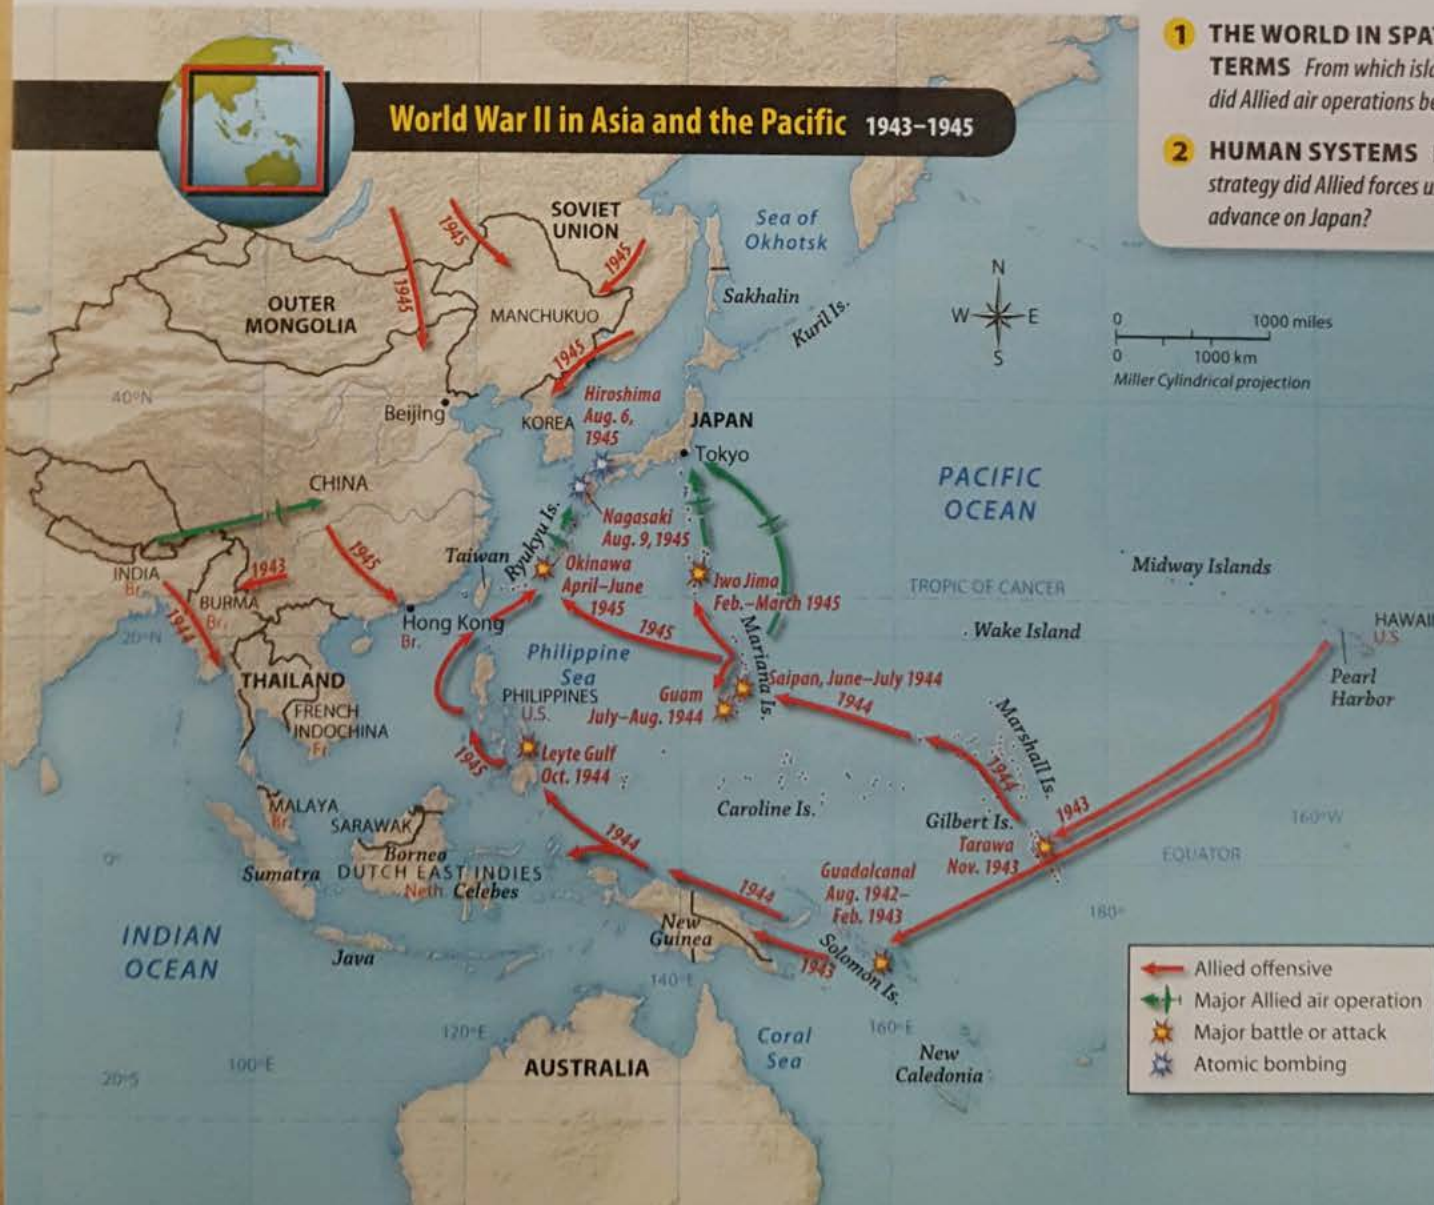 World War II in Asia and the Pacific 1943–1945
1 THE WORLD IN SPA
TERMS From which isla
did Allied air operations be
2 HUMAN SYSTEMS
strategy did Allied forces u
advance on Japan?
SOVIET
UNION
1945
1945
1945
1945
OUTER
MONGOLIA
MANCHUKUO
Sea of
Okhotsk
Sakhalin
Kuril Is.
N
W
E
S
0
1000 miles
0
1000 km
Miller Cylindrical projection
40°N
Beijing
KOREA
Hiroshima
Aug. 6,
1945
JAPAN
Tokyo
CHINA
PACIFIC
OCEAN
Nagasaki
Aug. 9, 1945
Ryukyu Is.
Taiwan
Okinawa
April–June
1945
Iwo Jima
Feb.–March 1945
Midway Islands
TROPIC OF CANCER
INDIA
Br.
1943
1945
BURMA
Br.
1944
20°N
Hong Kong
Br.
1945
Mariana Is.
Wake Island
HAWAII
U.S.
Pearl
Harbor
Philippine
Sea
THAILAND
PHILIPPINES
U.S.
Guam
July–Aug. 1944
Saipan, June–July 1944
1944
FRENCH
INDOCHINA
Fr.
1945
Leyte Gulf
Oct. 1944
Marshall Is.
1944
MALAYA
Br.
SARAWAK
Caroline Is.
Gilbert Is.
1943
160°W
Tarawa
Nov. 1943
EQUATOR
0°
Borneo
Sumatra
DUTCH EAST INDIES
Neth.
Celebes
1944
1944
Guadalcanal
Aug. 1942–
Feb. 1943
180°
New
Guinea
1943
Solomon Is.
INDIAN
OCEAN
Java
140°E
120°E
160°E
100°E
20°S
AUSTRALIA
Coral
Sea
New
Caledonia
Allied offensive
Major Allied air operation
Major battle or attack
Atomic bombing